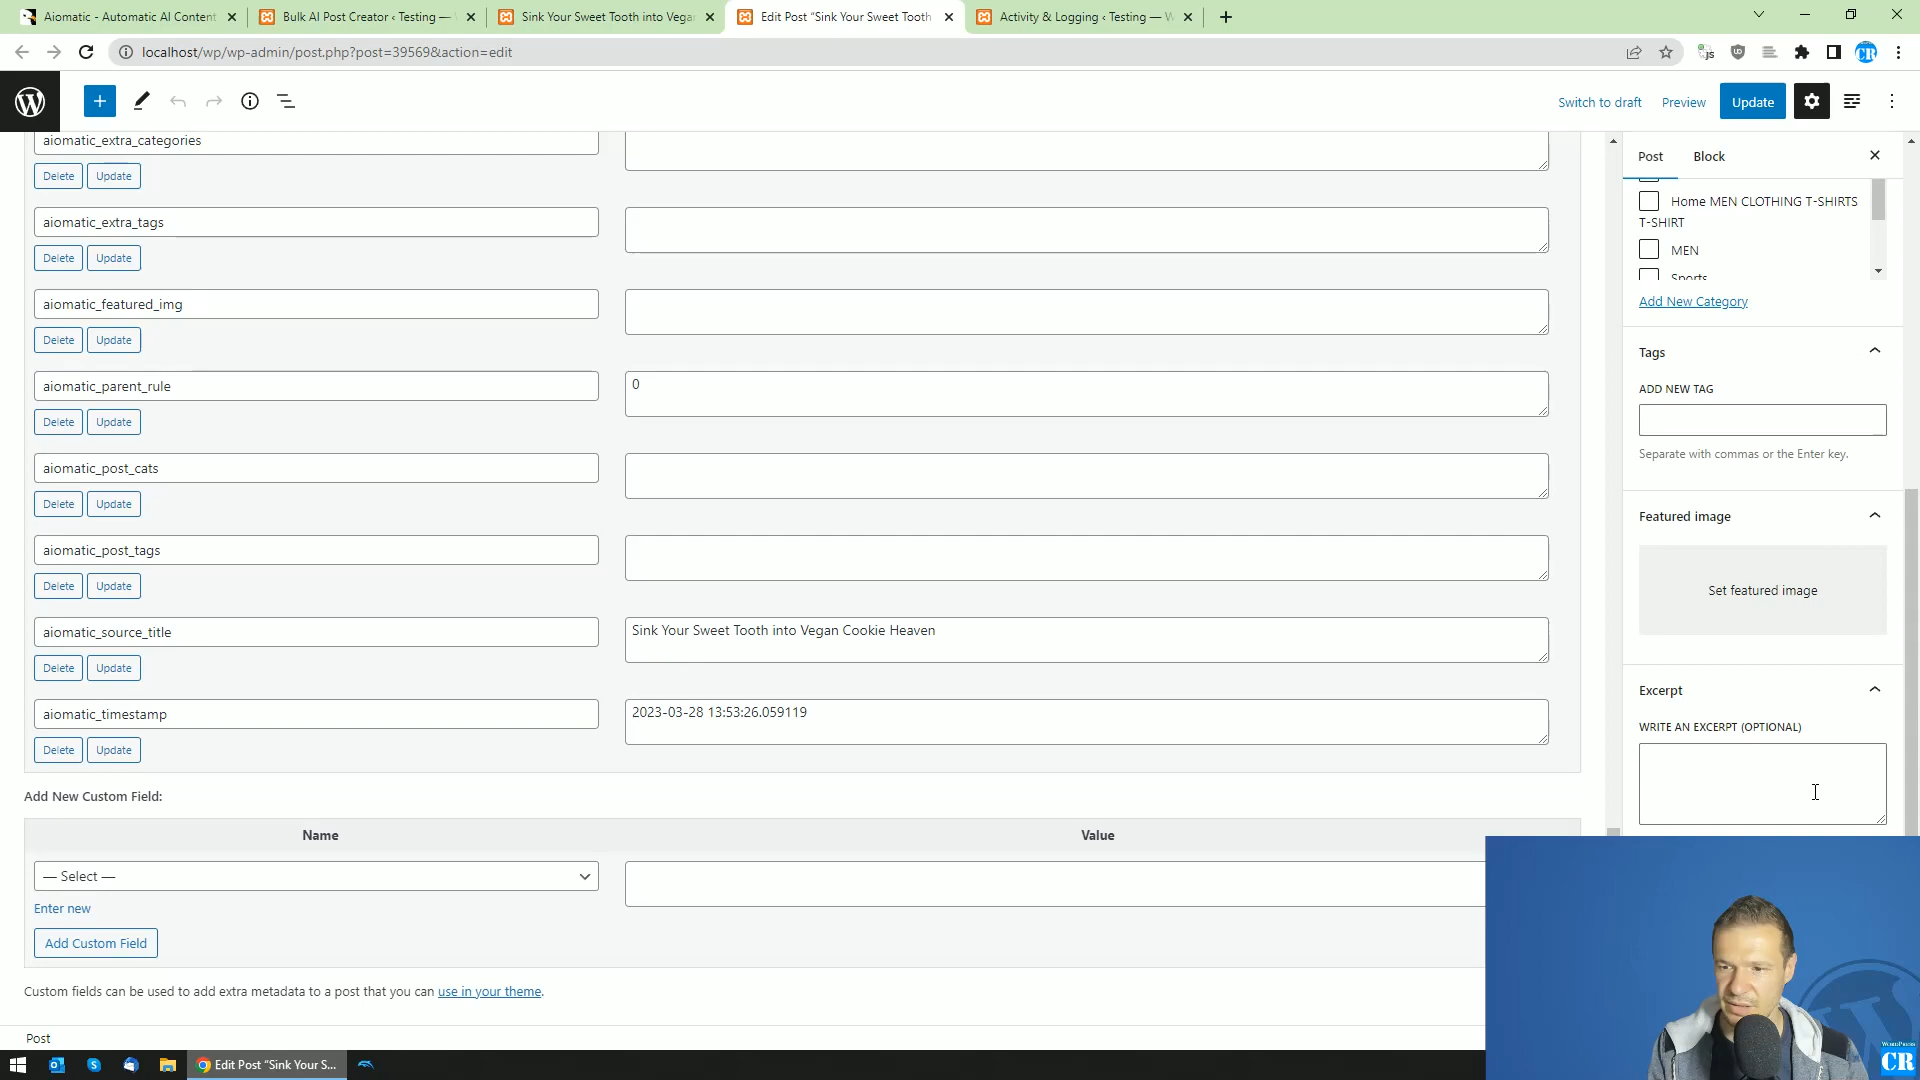 Aiomatic - Automatic AI Content
Bulk AI Post Creator ‹ Testing —
Sink Your Sweet Tooth into Vega
Edit Post “Sink Your Sweet Tooth
Activity & Logging ‹ Testing — W
localhost/wp/wp-admin/post.php?post=39569&action=edit
Switch to draft
Preview
Update
Post
Block
aiomatic_extra_categories
Delete
Update
aiomatic_extra_tags
Delete
Update
aiomatic_featured_img
Delete
Update
aiomatic_parent_rule
0
Delete
Update
aiomatic_post_cats
Delete
Update
aiomatic_post_tags
Delete
Update
aiomatic_source_title
Sink Your Sweet Tooth into Vegan Cookie Heaven
Delete
Update
aiomatic_timestamp
2023-03-28 13:53:26.059119
Delete
Update
Add New Custom Field:
Name
Value
— Select —
Enter new
Add Custom Field
Custom fields can be used to add extra metadata to a post that you can use in your theme.
Post
Home MEN CLOTHING T-SHIRTS
T-SHIRT
MEN
Sports
Add New Category
Tags
ADD NEW TAG
Separate with commas or the Enter key.
Featured image
Set featured image
Excerpt
WRITE AN EXCERPT (OPTIONAL)
Edit Post “Sink Your S...
WORDPRESS
CR